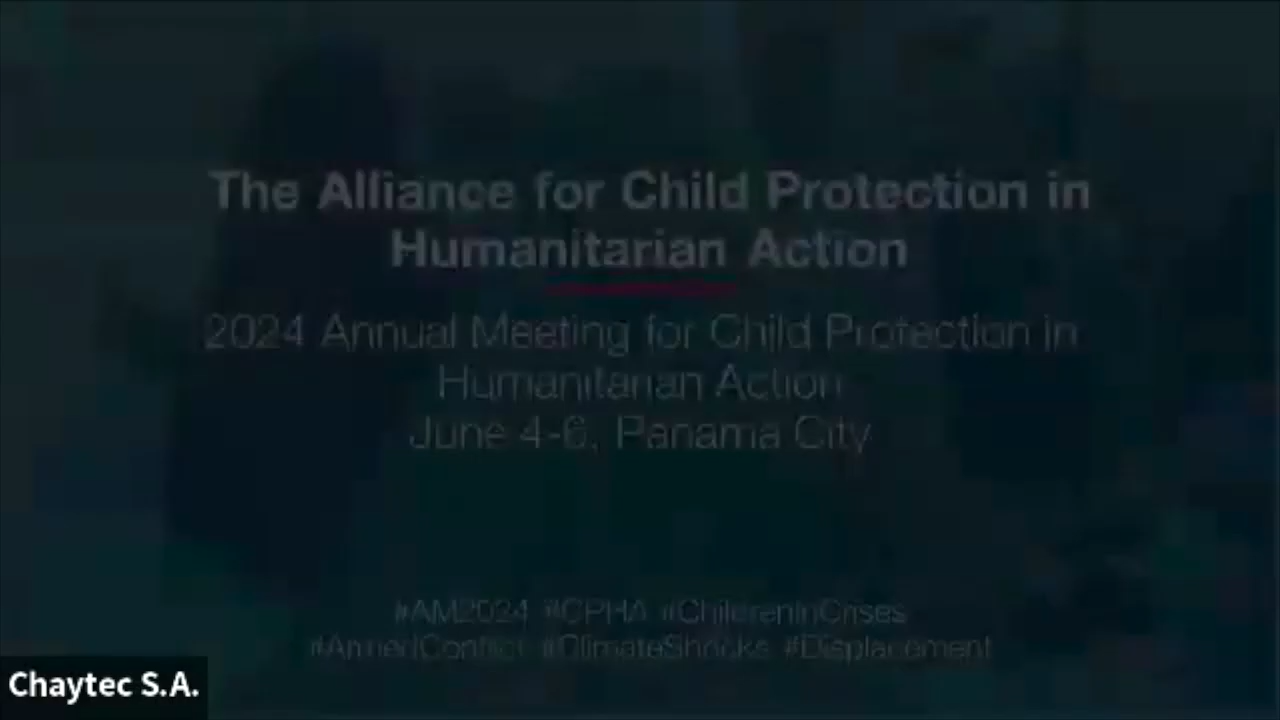 The Alliance for Child Protection in
Humanitarian Action
2024 Annual Meeting for Child Protection in
Humanitarian Action
June 4-6, Panama City
#AM2024 #CPHA #ChildrenInCrises
#ArmedConflict #ClimateShocks #Displacement
Chaytec S.A.